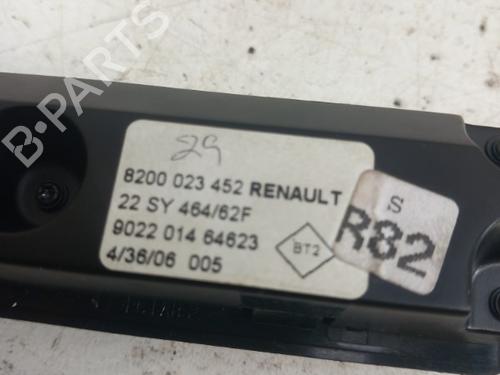 B-PARTS
29
8200 023 452 RENAULT
22 SY 464/62F
9022 014 64623
4/36/06 005
BT2
S
R82